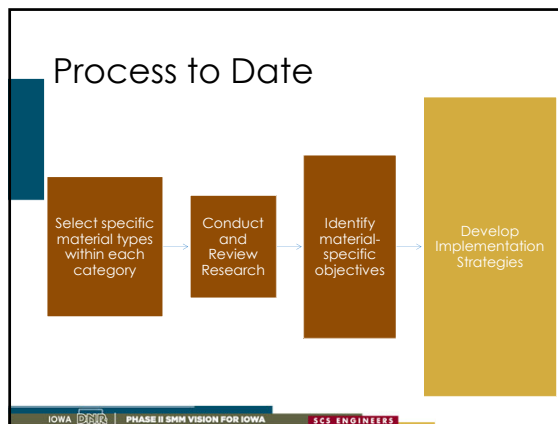 Process to Date
Select specific
material types
within each
category
Conduct
and
Review
Research
Identify
material-
specific
objectives
Develop
Implementation
Strategies
IOWA DNR PHASE II SMM VISION FOR IOWA SCS ENGINEERS